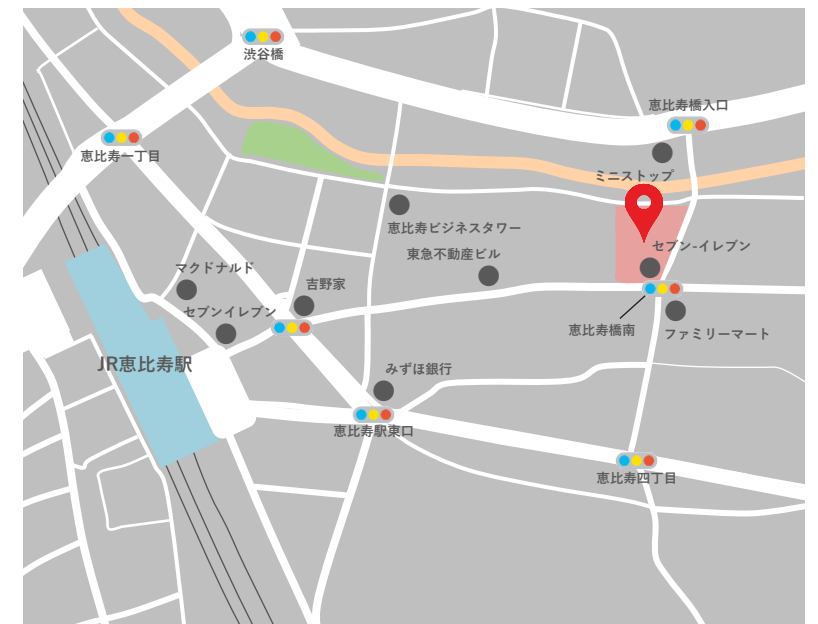 渋谷橋
恵比寿橋入口
恵比寿一丁目
ミニストップ
恵比寿ビジネスタワー
セブン-イレブン
東急不動産ビル
マクドナルド
吉野家
セブンイレブン
恵比寿橋南
ファミリーマート
JR恵比寿駅
みずほ銀行
恵比寿駅東口
恵比寿四丁目